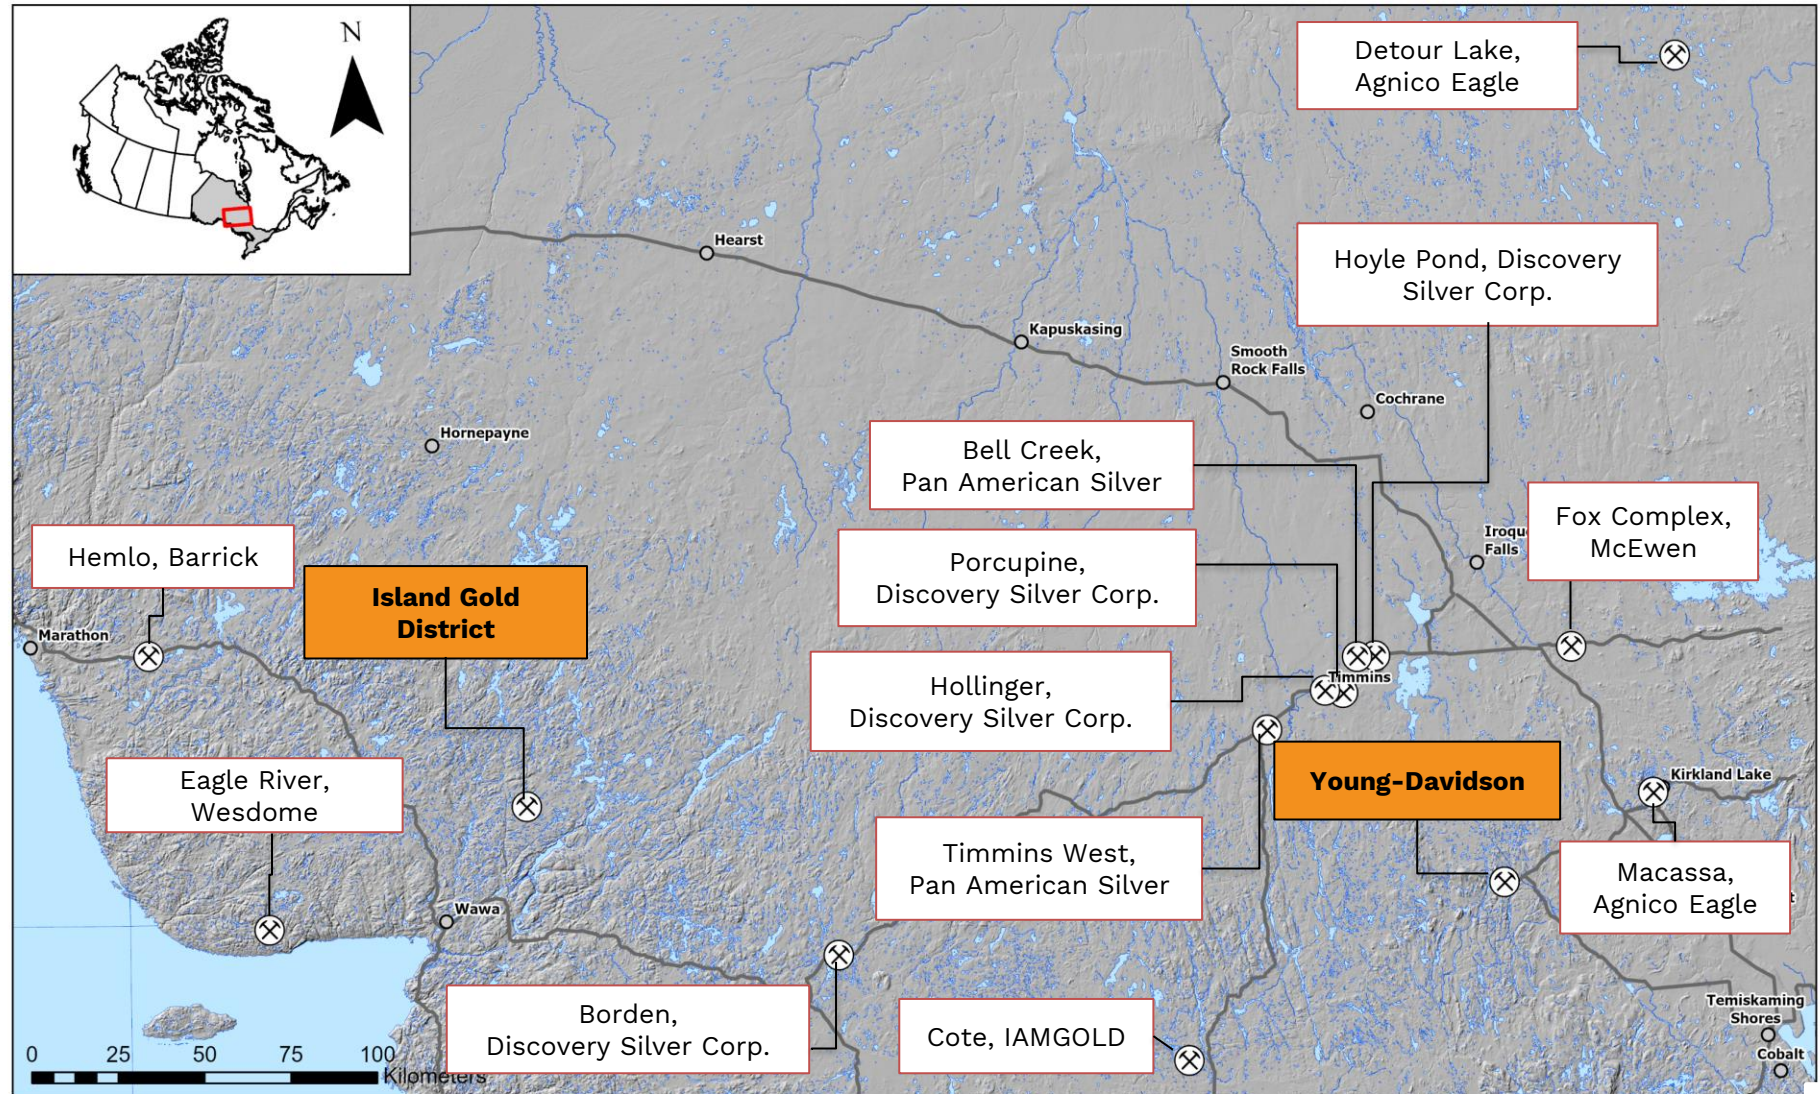 N
Detour Lake,
Agnico Eagle
Hearst
Hoyle Pond, Discovery
Silver Corp.
Kapuskasing
Smooth
Rock Falls
Cochrane
Hornepayne
Bell Creek,
Pan American Silver
Fox Complex,
McEwen
Iroqu
Falls
Hemlo, Barrick
Porcupine,
Discovery Silver Corp.
Island Gold
District
Marathon
Timmins
Hollinger,
Discovery Silver Corp.
Eagle River,
Wesdome
Young-Davidson
Kirkland Lake
Timmins West,
Pan American Silver
Macassa,
Agnico Eagle
t
Wawa
Borden,
Discovery Silver Corp.
Cote, IAMGOLD
Temiskaming
Shores
Cobalt
0 25 50 75 100
Kilometers